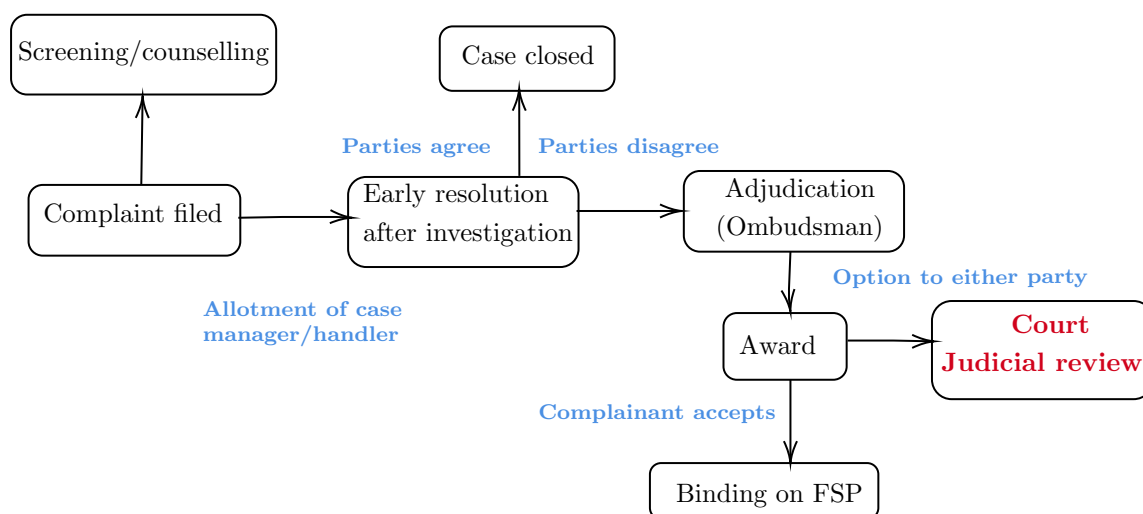 Screening/counselling
Case closed
Parties agree
Parties disagree
Complaint filed
Early resolution
after investigation
Adjudication
(Ombudsman)
Allotment of case
manager/handler
Option to either party
Award
Court
Judicial review
Complainant accepts
Binding on FSP